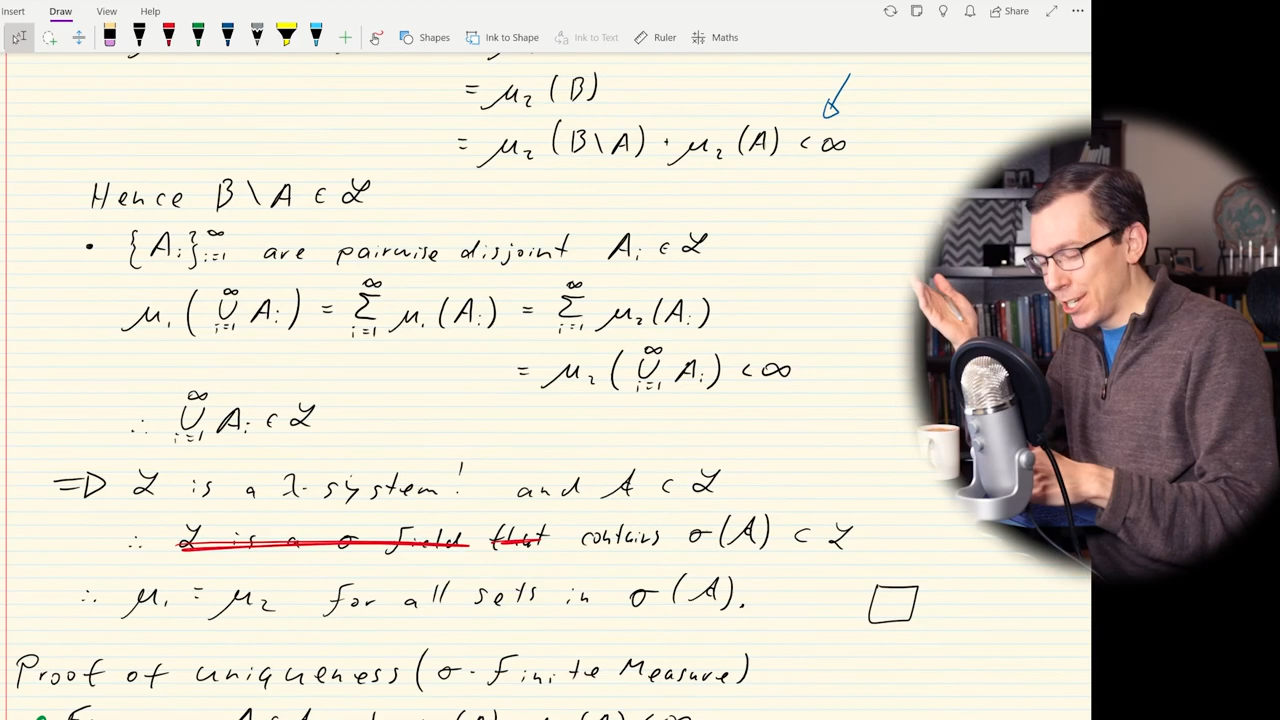 Insert Draw View Help Share
Shapes Ink to Shape Ink to Text Ruler Maths
= μ₂ (B)
= μ₂ (B \ A) + μ₂ (A) < ∞
Hence B \ A ∈ ℒ
• {Aᵢ}ᵢ₌₁^∞ are pairwise disjoint Aᵢ ∈ ℒ
μ₁ (⋃ᵢ₌₁^∞ Aᵢ) = ∑ᵢ₌₁^∞ μ₁(Aᵢ) = ∑ᵢ₌₁^∞ μ₂(Aᵢ)
= μ₂ (⋃ᵢ₌₁^∞ Aᵢ) < ∞
∴ ⋃ᵢ₌₁^∞ Aᵢ ∈ ℒ
⇒ ℒ is a λ-system! and 𝒜 ⊂ ℒ
∴ ℒ is a σ field that contains σ(𝒜) ⊂ ℒ
∴ μ₁ = μ₂ for all sets in σ(𝒜). □
Proof of uniqueness (σ-Finite Measure)